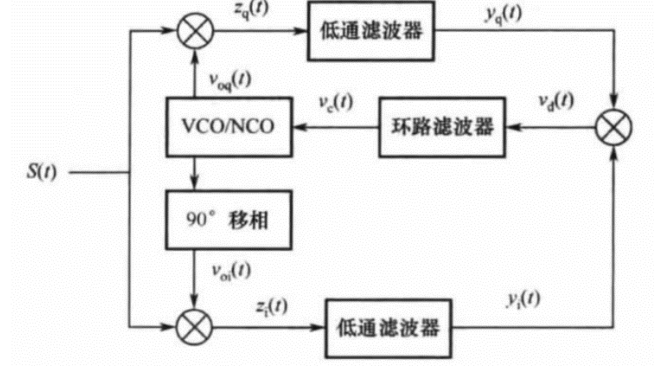 z_q(t)
低通滤波器
y_q(t)
v_oq(t)
v_c(t)
v_d(t)
VCO/NCO
环路滤波器
S(t)
90° 移相
v_oi(t)
z_i(t)
低通滤波器
y_i(t)